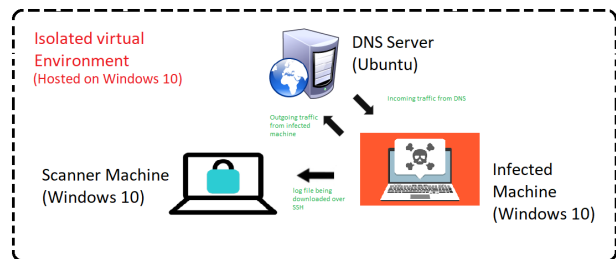 Isolated virtual
Environment
(Hosted on Windows 10)
DNS Server
(Ubuntu)
Incoming traffic from DNS
Outgoing traffic
from infected
machine
Scanner Machine
(Windows 10)
log file being
downloaded over
SSH
Infected
Machine
(Windows 10)